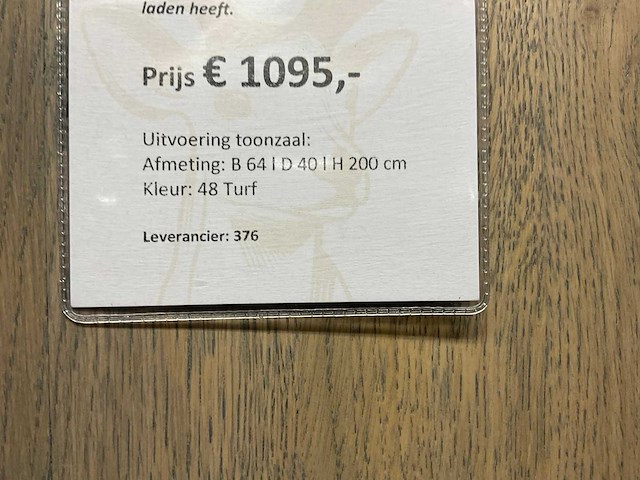 laden heeft.
Prijs € 1095,-
Uitvoering toonzaal:
Afmeting: B 64 l D 40 l H 200 cm
Kleur: 48 Turf
Leverancier: 376